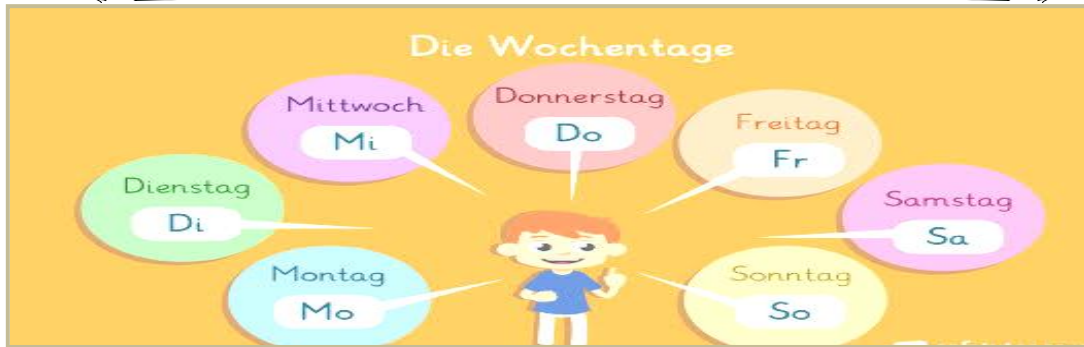 Die Wochentage
Montag
Mo
Dienstag
Di
Mittwoch
Mi
Donnerstag
Do
Freitag
Fr
Samstag
Sa
Sonntag
So